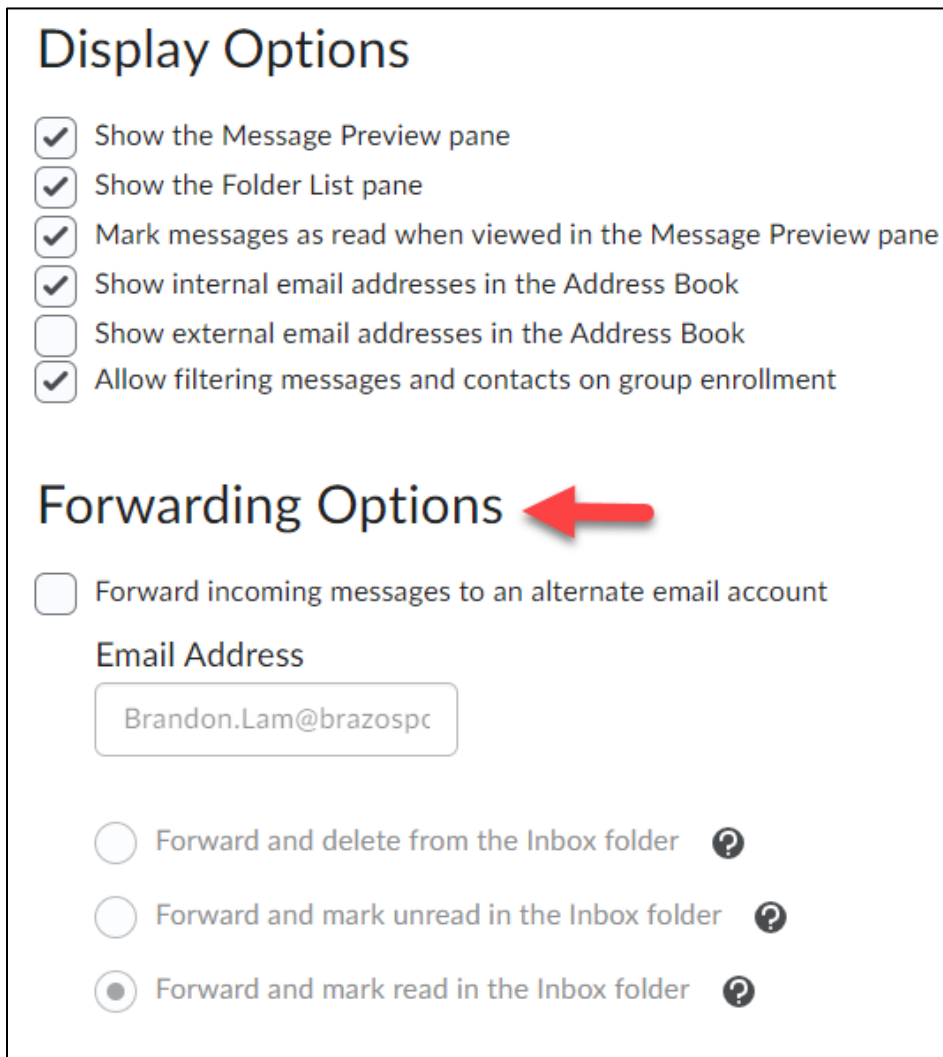 Display Options
Show the Message Preview pane
Show the Folder List pane
Mark messages as read when viewed in the Message Preview pane
Show internal email addresses in the Address Book
Show external email addresses in the Address Book
Allow filtering messages and contacts on group enrollment
Forwarding Options
Forward incoming messages to an alternate email account
Email Address
Brandon.Lam@brazospc
Forward and delete from the Inbox folder ?
Forward and mark unread in the Inbox folder ?
Forward and mark read in the Inbox folder ?